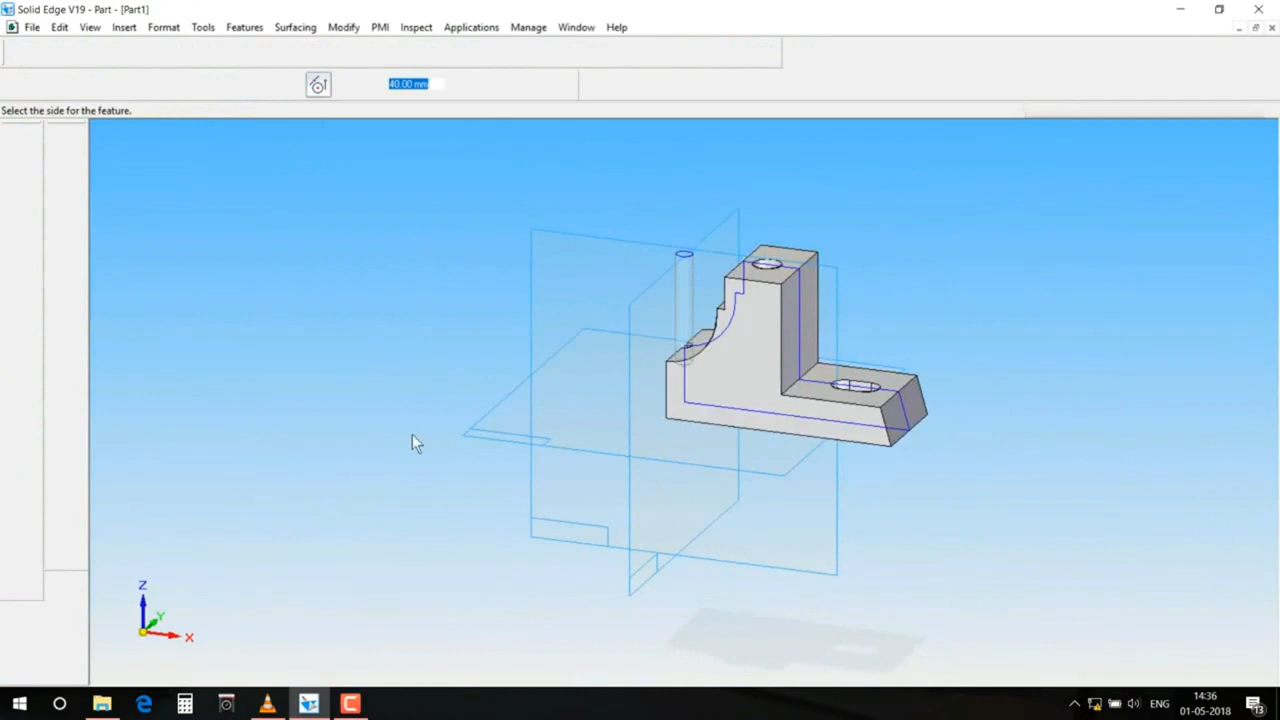 Solid Edge V19 - Part - [Part1]
File Edit View Insert Format Tools Features Surfacing Modify PMI Inspect Applications Manage Window Help
40.00 mm
Select the side for the feature.
Z
Y
X
ENG
14:36
01-05-2018
13